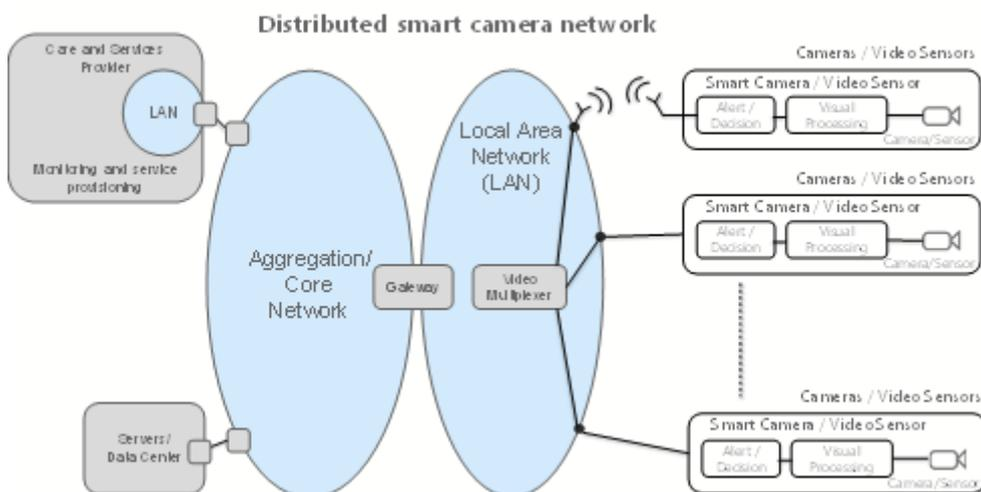 Distributed smart camera network
Care and Services
Provider
LAN
Monitoring and service
provisioning
Aggregation/
Core
Network
Gateway
Servers/
Data Center
Local Area
Network
(LAN)
Video
Multiplexer
Cameras / Video Sensors
Smart Camera / Video Sensor
Alert /
Decision
Visual
Processing
Camera/Sensor
Cameras / Video Sensors
Smart Camera / Video Sensor
Alert /
Decision
Visual
Processing
Camera/Sensor
Cameras / Video Sensors
Smart Camera / Video Sensor
Alert /
Decision
Visual
Processing
Camera/Sensor